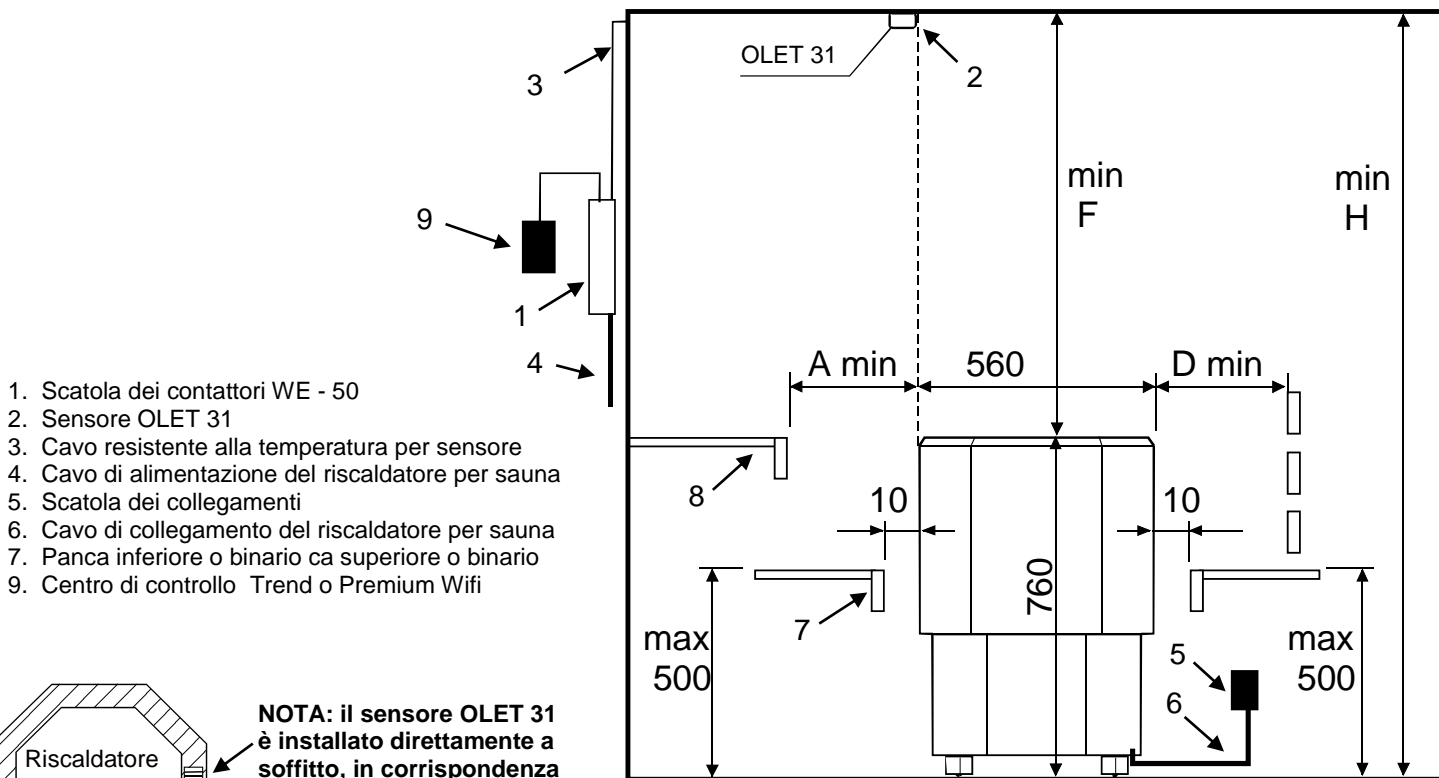 OLET 31
2
3
min
F
min
H
9
1
4
A min
560
D min
1. Scatola dei contattori WE - 50
2. Sensore OLET 31
3. Cavo resistente alla temperatura per sensore
4. Cavo di alimentazione del riscaldatore per sauna
5. Scatola dei collegamenti
6. Cavo di collegamento del riscaldatore per sauna
7. Panca inferiore o binario ca superiore o binario
9. Centro di controllo Trend o Premium Wifi
8
10
10
760
7
max
500
5
6
max
500
Riscaldatore
NOTA: il sensore OLET 31
è installato direttamente a
soffitto, in corrispondenza